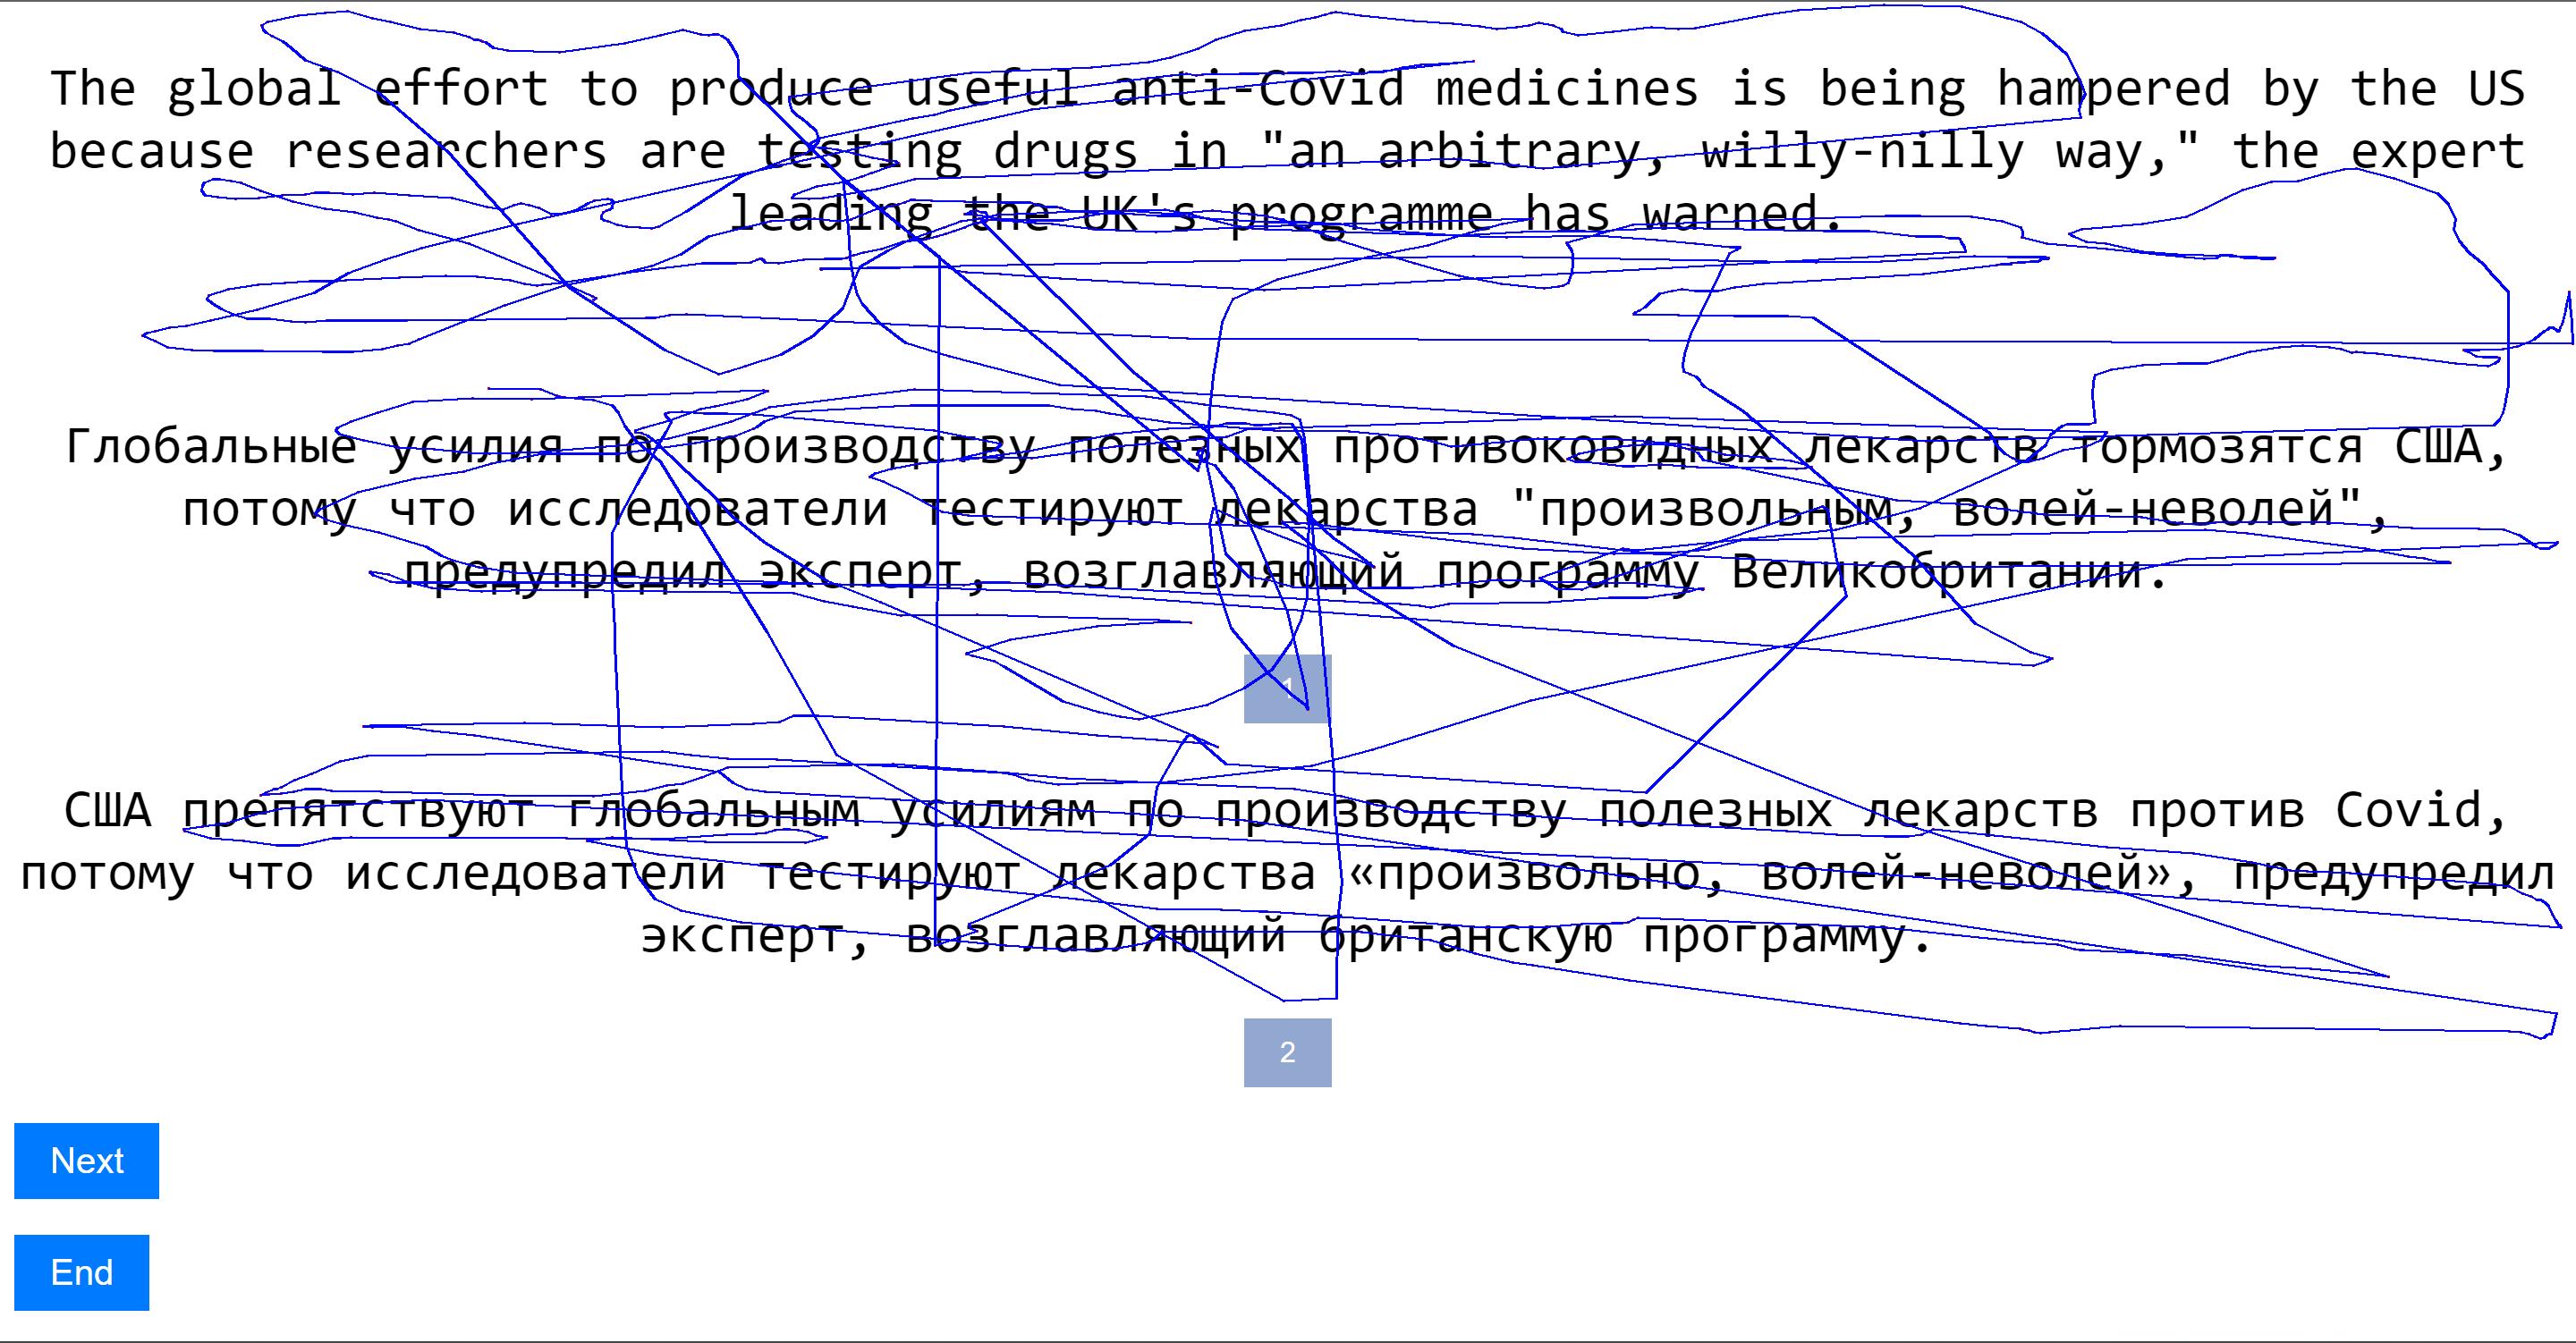 The global effort to produce useful anti-Covid medicines is being hampered by the US
because researchers are testing drugs in "an arbitrary, willy-nilly way," the expert
leading the UK's programme has warned.
Глобальные усилия по производству полезных противоковидных лекарств тормозятся США,
потому что исследователи тестируют лекарства "произвольным, волей-неволей",
предупредил эксперт, возглавляющий программу Великобритании.
1
США препятствуют глобальным усилиям по производству полезных лекарств против Covid,
потому что исследователи тестируют лекарства «произвольно, волей-неволей», предупредил
эксперт, возглавляющий британскую программу.
2
Next
End